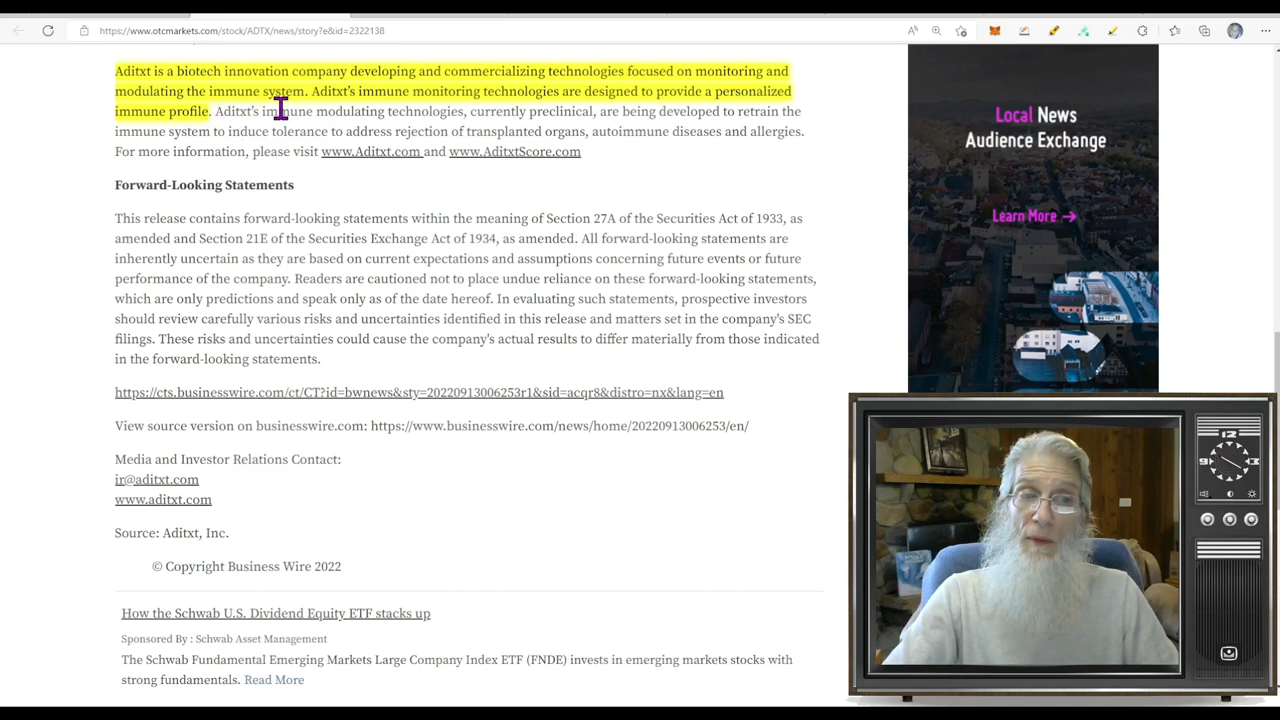 https://www.otcmarkets.com/stock/ADTX/news/story?e&id=2322138
Aditxt is a biotech innovation company developing and commercializing technologies focused on monitoring and
modulating the immune system. Aditxt's immune monitoring technologies are designed to provide a personalized
immune profile. Aditxt's immune modulating technologies, currently preclinical, are being developed to retrain the
immune system to induce tolerance to address rejection of transplanted organs, autoimmune diseases and allergies.
For more information, please visit www.Aditxt.com and www.AditxtScore.com
Forward-Looking Statements
This release contains forward-looking statements within the meaning of Section 27A of the Securities Act of 1933, as
amended and Section 21E of the Securities Exchange Act of 1934, as amended. All forward-looking statements are
inherently uncertain as they are based on current expectations and assumptions concerning future events or future
performance of the company. Readers are cautioned not to place undue reliance on these forward-looking statements,
which are only predictions and speak only as of the date hereof. In evaluating such statements, prospective investors
should review carefully various risks and uncertainties identified in this release and matters set in the company's SEC
filings. These risks and uncertainties could cause the company's actual results to differ materially from those indicated
in the forward-looking statements.
https://cts.businesswire.com/ct/CT?id=bwnews&sty=20220913006253r1&sid=acqr8&distro=nx&lang=en
View source version on businesswire.com: https://www.businesswire.com/news/home/20220913006253/en/
Media and Investor Relations Contact:
ir@aditxt.com
www.aditxt.com
Source: Aditxt, Inc.
© Copyright Business Wire 2022
How the Schwab U.S. Dividend Equity ETF stacks up
Sponsored By : Schwab Asset Management
The Schwab Fundamental Emerging Markets Large Company Index ETF (FNDE) invests in emerging markets stocks with
strong fundamentals. Read More
Local News
Audience Exchange
Learn More →
12
9 3